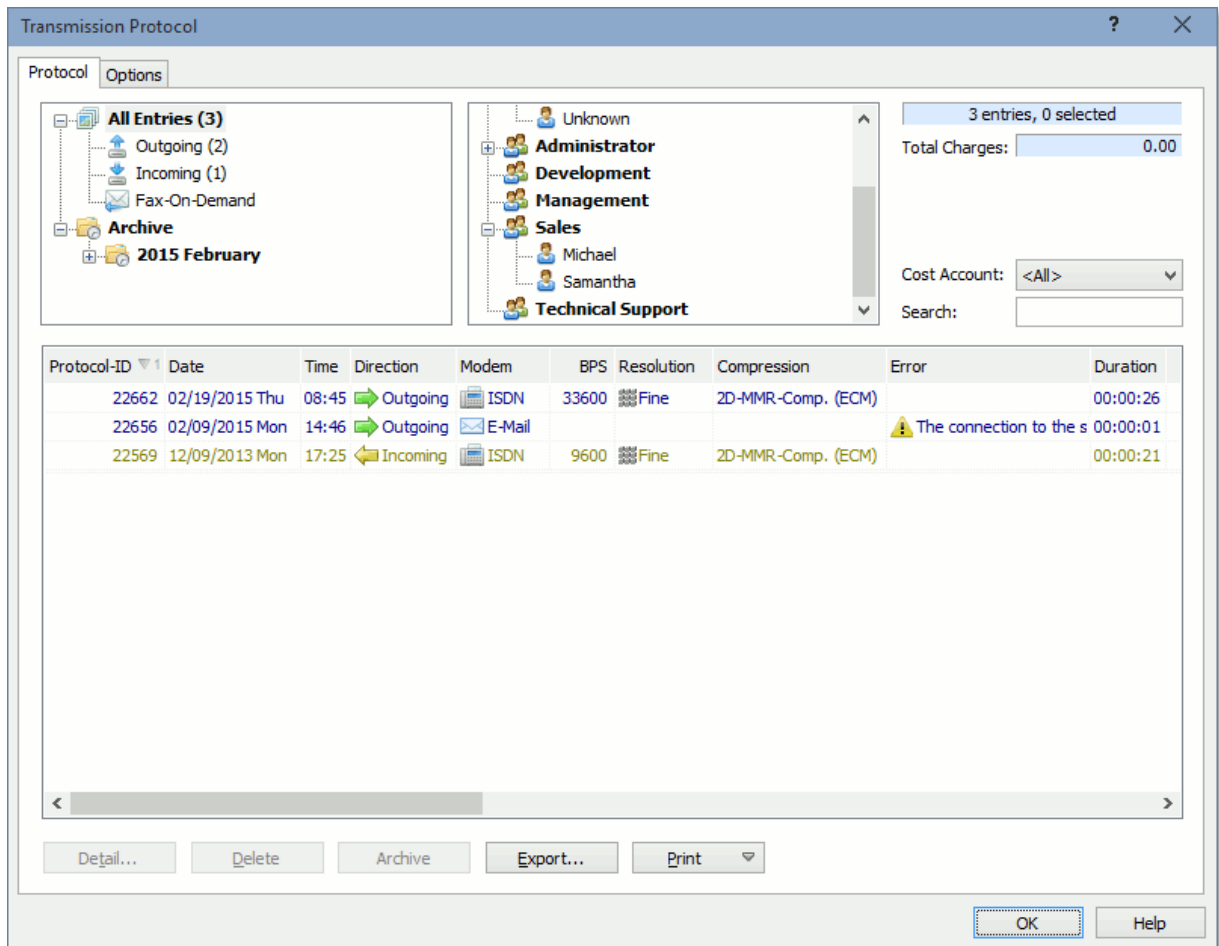 Transmission Protocol ?
Protocol Options
All Entries (3)
Outgoing (2)
Incoming (1)
Fax-On-Demand
Archive
2015 February
Unknown
Administrator
Development
Management
Sales
Michael
Samantha
Technical Support
3 entries, 0 selected
Total Charges: 0.00
Cost Account: <All>
Search:
Protocol-ID 1 Date Time Direction Modem BPS Resolution Compression Error Duration
22662 02/19/2015 Thu 08:45 Outgoing ISDN 33600 Fine 2D-MMR-Comp. (ECM) 00:00:26
22656 02/09/2015 Mon 14:46 Outgoing E-Mail The connection to the s 00:00:01
22569 12/09/2013 Mon 17:25 Incoming ISDN 9600 Fine 2D-MMR-Comp. (ECM) 00:00:21
Detail... Delete Archive Export... Print
OK Help